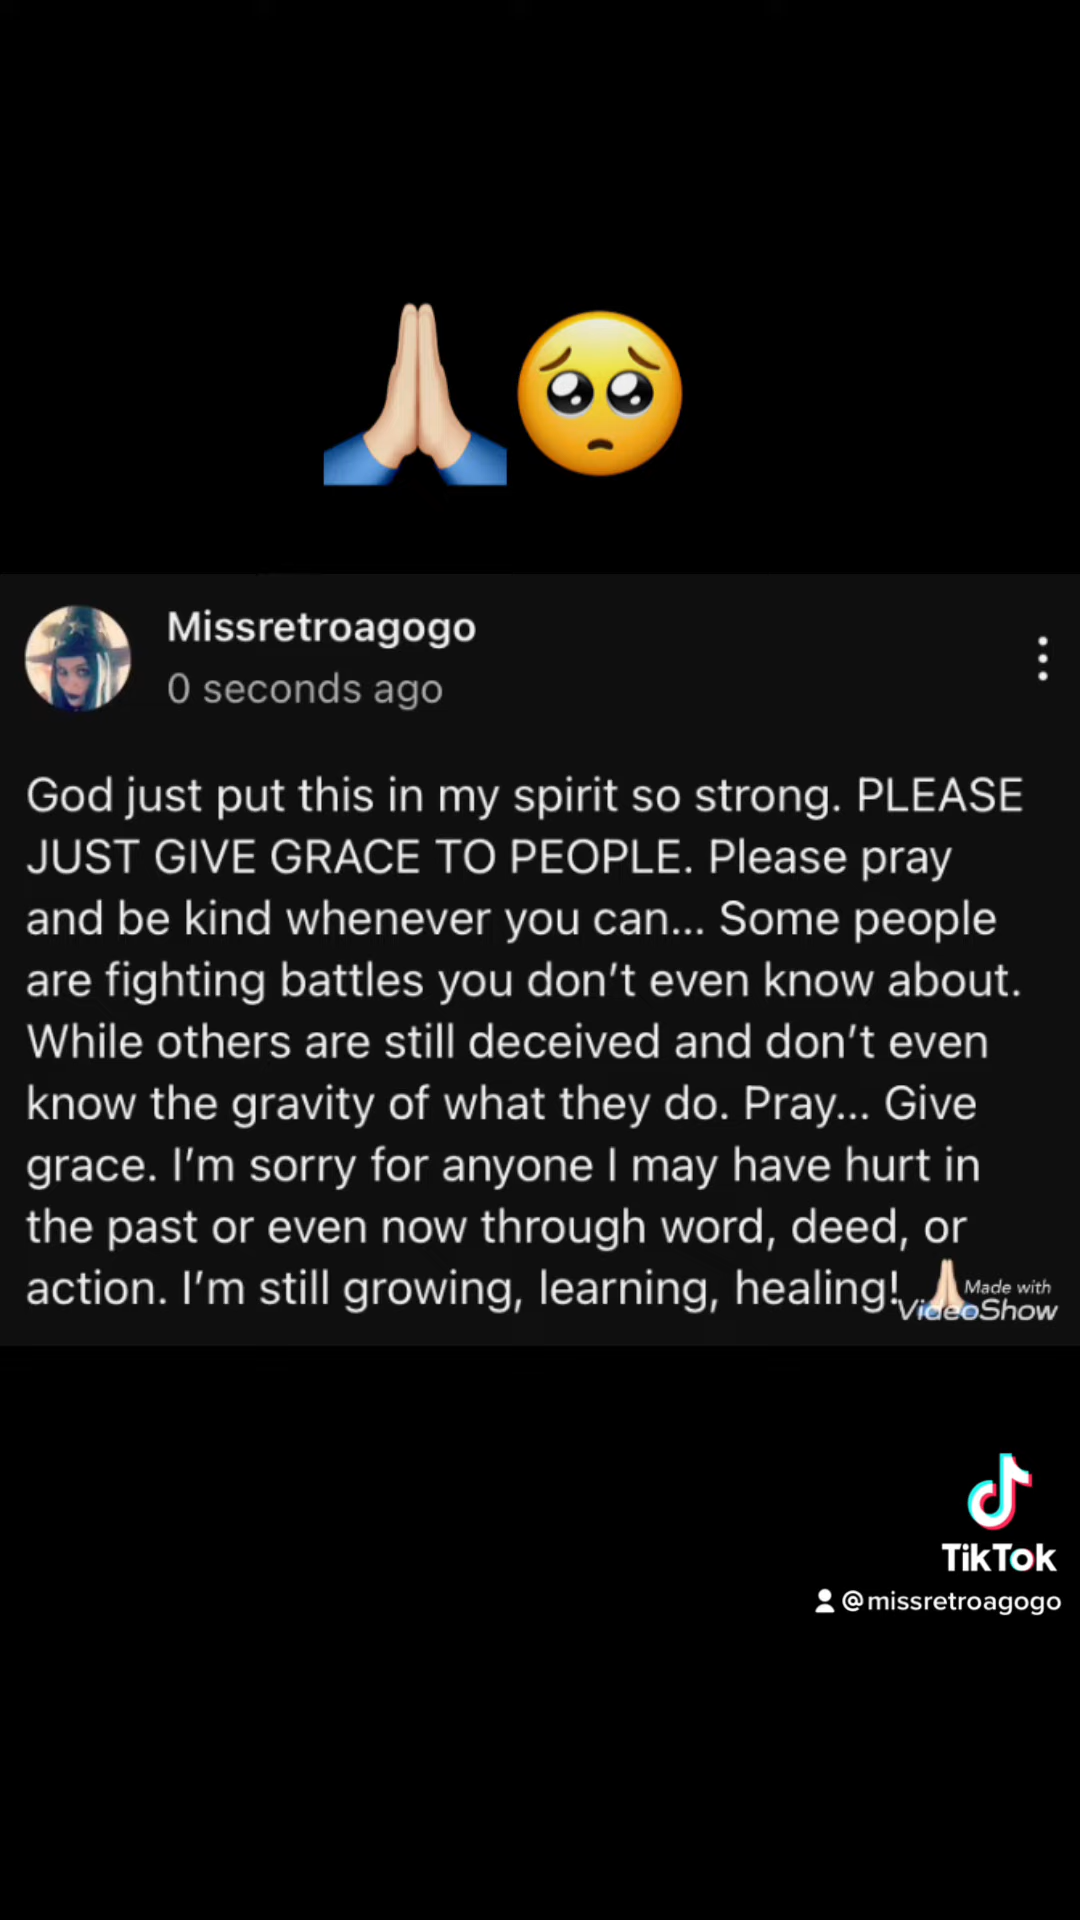 Missretroagogo
0 seconds ago
God just put this in my spirit so strong. PLEASE
JUST GIVE GRACE TO PEOPLE. Please pray
and be kind whenever you can... Some people
are fighting battles you don’t even know about.
While others are still deceived and don’t even
know the gravity of what they do. Pray... Give
grace. I’m sorry for anyone I may have hurt in
the past or even now through word, deed, or
action. I’m still growing, learning, healing!
Made with
VideoShow
TikTok
@missretroagogo